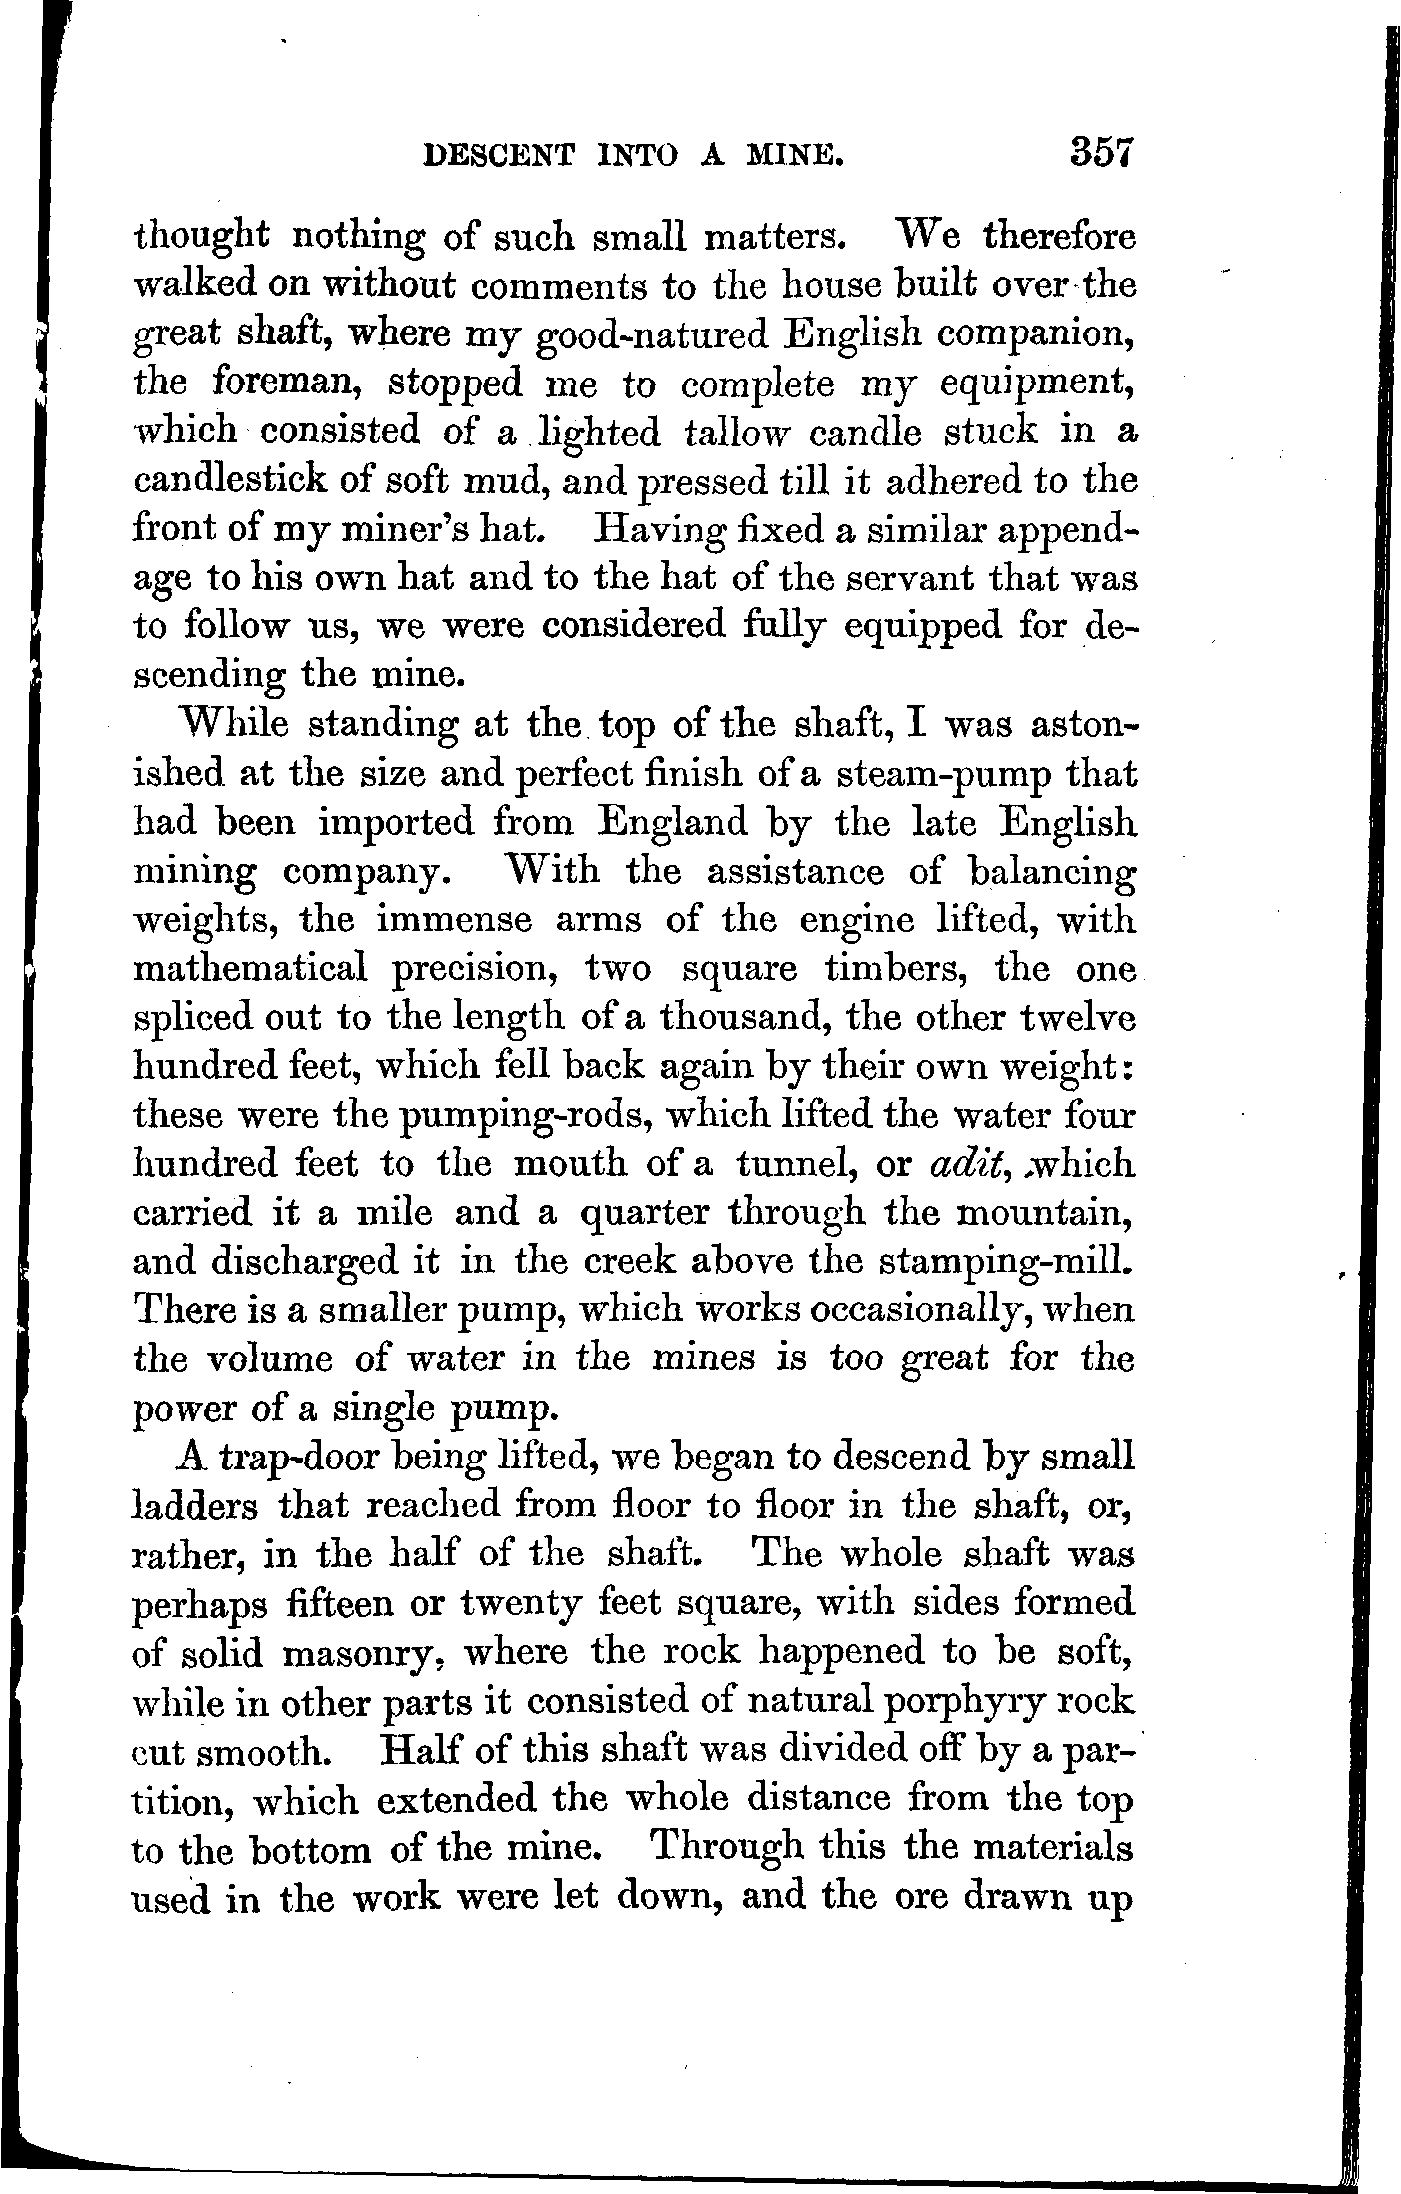 DESCENT INTO A MINE. 357
thought nothing of such small matters. We therefore
walked on without comments to the house built over the
great shaft, where my good-natured English companion,
the foreman, stopped me to complete my equipment,
which consisted of a lighted tallow candle stuck in a
candlestick of soft mud, and pressed till it adhered to the
front of my miner's hat. Having fixed a similar append-
age to his own hat and to the hat of the servant that was
to follow us, we were considered fully equipped for de-
scending the mine.
While standing at the top of the shaft, I was aston-
ished at the size and perfect finish of a steam-pump that
had been imported from England by the late English
mining company. With the assistance of balancing
weights, the immense arms of the engine lifted, with
mathematical precision, two square timbers, the one
spliced out to the length of a thousand, the other twelve
hundred feet, which fell back again by their own weight:
these were the pumping-rods, which lifted the water four
hundred feet to the mouth of a tunnel, or adit, which
carried it a mile and a quarter through the mountain,
and discharged it in the creek above the stamping-mill.
There is a smaller pump, which works occasionally, when
the volume of water in the mines is too great for the
power of a single pump.
A trap-door being lifted, we began to descend by small
ladders that reached from floor to floor in the shaft, or,
rather, in the half of the shaft. The whole shaft was
perhaps fifteen or twenty feet square, with sides formed
of solid masonry, where the rock happened to be soft,
while in other parts it consisted of natural porphyry rock
cut smooth. Half of this shaft was divided off by a par-
tition, which extended the whole distance from the top
to the bottom of the mine. Through this the materials
used in the work were let down, and the ore drawn up